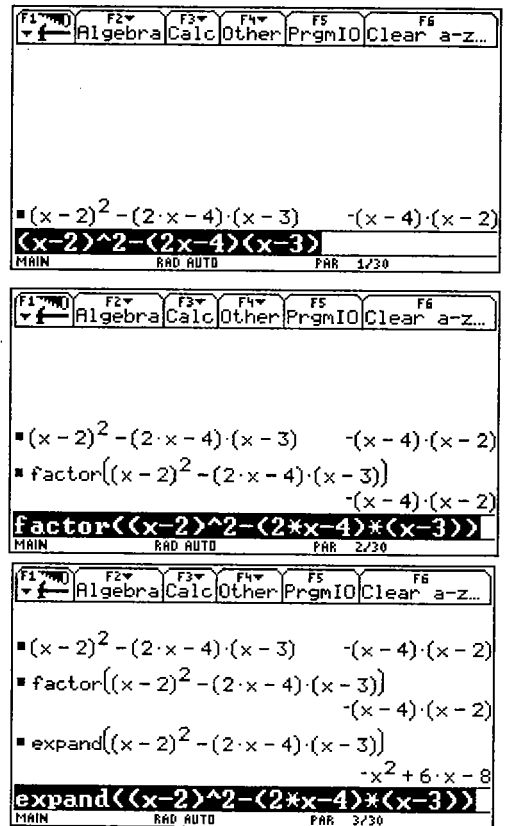 F1 F2▾ F3▾ F4▾ F5 F6
Algebra Calc Other PrgmIO Clear a-z…
▪(x - 2)² - (2·x - 4)·(x - 3) -(x - 4)·(x - 2)
(x-2)^2-(2x-4)(x-3)
MAIN RAD AUTO PAR 1/30
F1 F2▾ F3▾ F4▾ F5 F6
Algebra Calc Other PrgmIO Clear a-z…
▪(x - 2)² - (2·x - 4)·(x - 3) -(x - 4)·(x - 2)
▪ factor((x - 2)² - (2·x - 4)·(x - 3))
-(x - 4)·(x - 2)
factor((x-2)^2-(2*x-4)*(x-3))
MAIN RAD AUTO PAR 2/30
F1 F2▾ F3▾ F4▾ F5 F6
Algebra Calc Other PrgmIO Clear a-z…
▪(x - 2)² - (2·x - 4)·(x - 3) -(x - 4)·(x - 2)
▪ factor((x - 2)² - (2·x - 4)·(x - 3))
-(x - 4)·(x - 2)
▪ expand((x - 2)² - (2·x - 4)·(x - 3))
-x² + 6·x - 8
expand((x-2)^2-(2*x-4)*(x-3))
MAIN RAD AUTO PAR 3/30